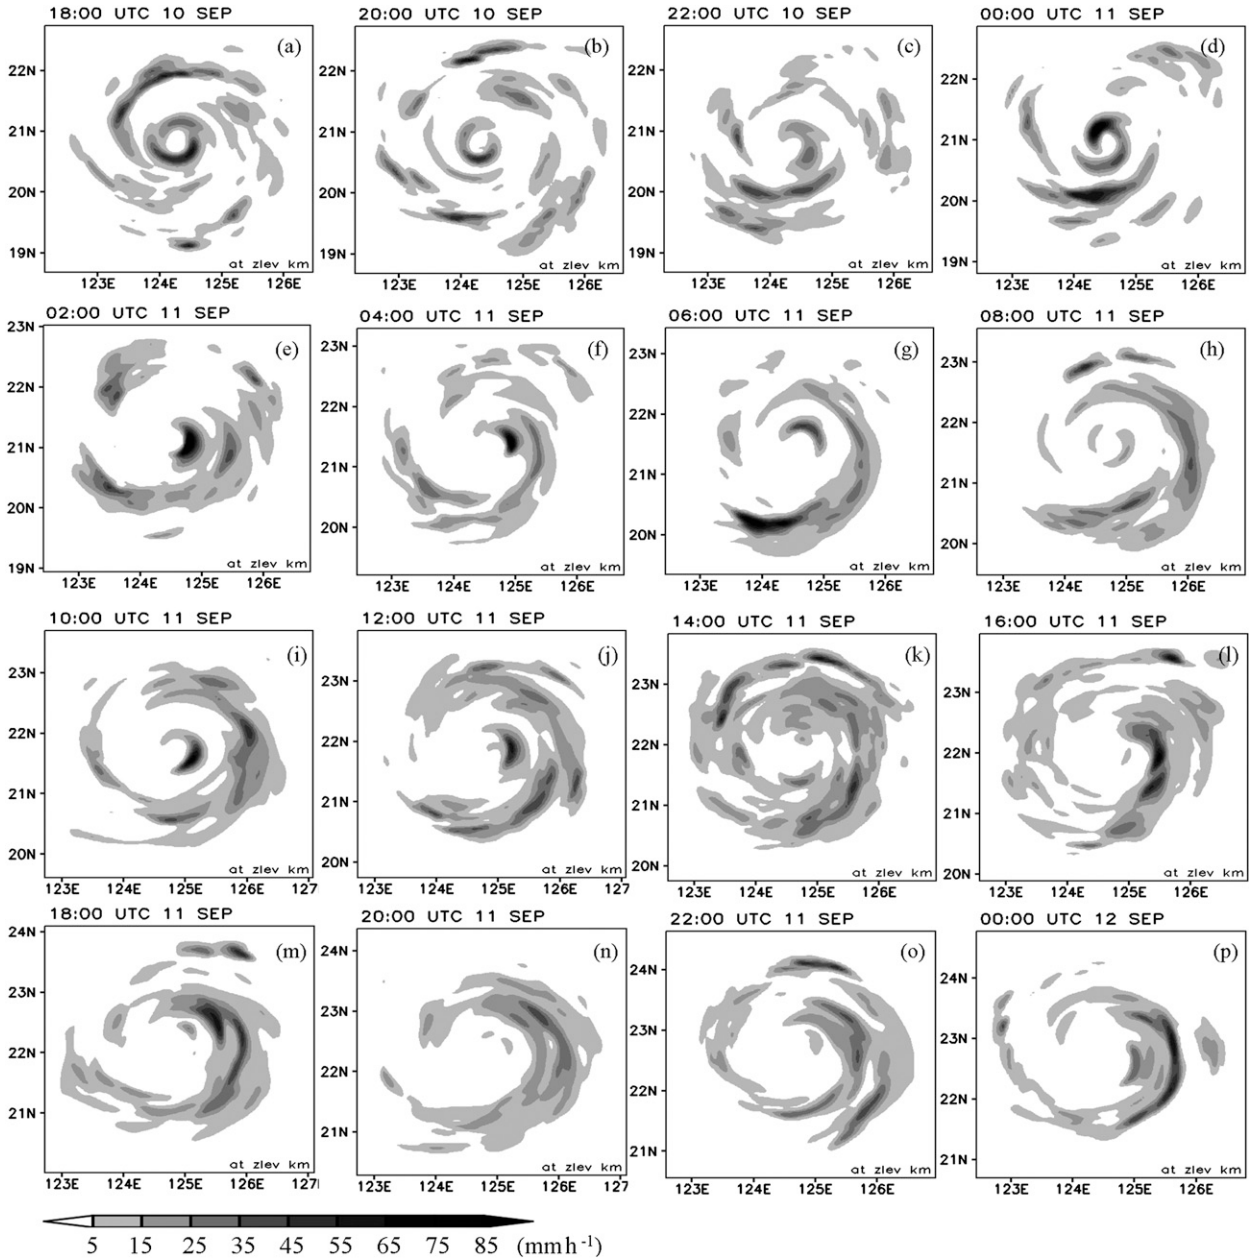 18:00 UTC 10 SEP 20:00 UTC 10 SEP 22:00 UTC 10 SEP 00:00 UTC 11 SEP
(a) (b) (c) (d)
22N 22N 22N 22N
21N 21N 21N 21N
20N 20N 20N 20N
19N 19N 19N 19N
at zlev km at zlev km at zlev km at zlev km
123E 124E 125E 126E 123E 124E 125E 126E 123E 124E 125E 126E 123E 124E 125E 126E
02:00 UTC 11 SEP 04:00 UTC 11 SEP 06:00 UTC 11 SEP 08:00 UTC 11 SEP
(e) (f) (g) (h)
23N 23N 23N 23N
22N 22N 22N 22N
21N 21N 21N 21N
20N 20N 20N 20N
19N
at zlev km at zlev km at zlev km at zlev km
123E 124E 125E 126E 123E 124E 125E 126E 123E 124E 125E 126E 123E 124E 125E 126E
10:00 UTC 11 SEP 12:00 UTC 11 SEP 14:00 UTC 11 SEP 16:00 UTC 11 SEP
(i) (j) (k) (l)
23N 23N 23N 23N
22N 22N 22N 22N
21N 21N 21N 21N
20N 20N 20N 20N
at zlev km at zlev km at zlev km at zlev km
123E 124E 125E 126E 127 123E 124E 125E 126E 127 123E 124E 125E 126E 123E 124E 125E 126E
18:00 UTC 11 SEP 20:00 UTC 11 SEP 22:00 UTC 11 SEP 00:00 UTC 12 SEP
(m) (n) (o) (p)
24N 24N 24N 24N
23N 23N 23N 23N
22N 22N 22N 22N
21N 21N 21N 21N
at zlev km at zlev km at zlev km at zlev km
123E 124E 125E 126E 127 123E 124E 125E 126E 123E 124E 125E 126E 123E 124E 125E 126E
5 15 25 35 45 55 65 75 85 (mm h⁻¹)